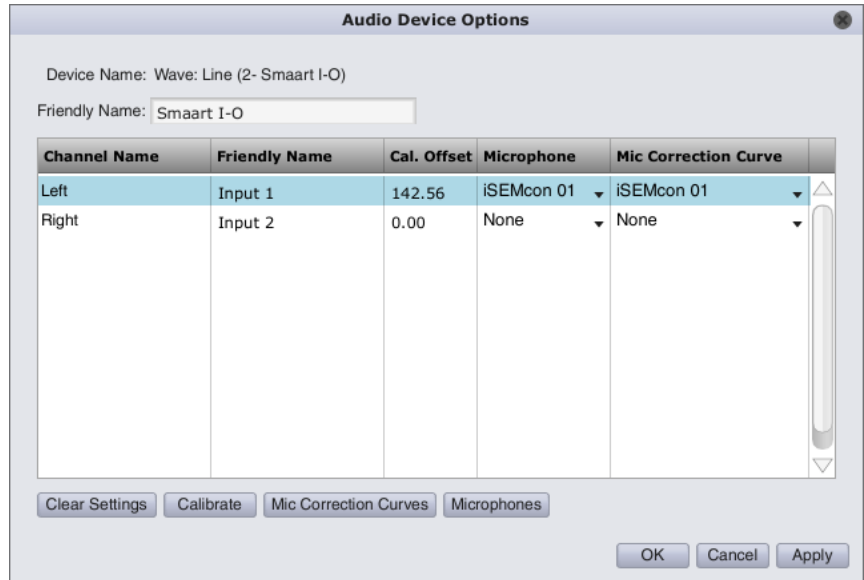 Audio Device Options
Device Name: Wave: Line (2- Smaart I-O)
Friendly Name: Smaart I-O
Channel Name Friendly Name Cal. Offset Microphone Mic Correction Curve
Left Input 1 142.56 iSEMcon 01 iSEMcon 01
Right Input 2 0.00 None None
Clear Settings Calibrate Mic Correction Curves Microphones
OK Cancel Apply